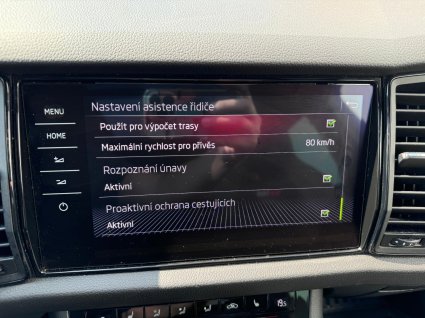 MENU
HOME
Nastavení asistence řidiče
Použít pro výpočet trasy
Maximální rychlost pro přívěs 80 km/h
Rozpoznání únavy
Aktivní
Proaktivní ochrana cestujících
Aktivní